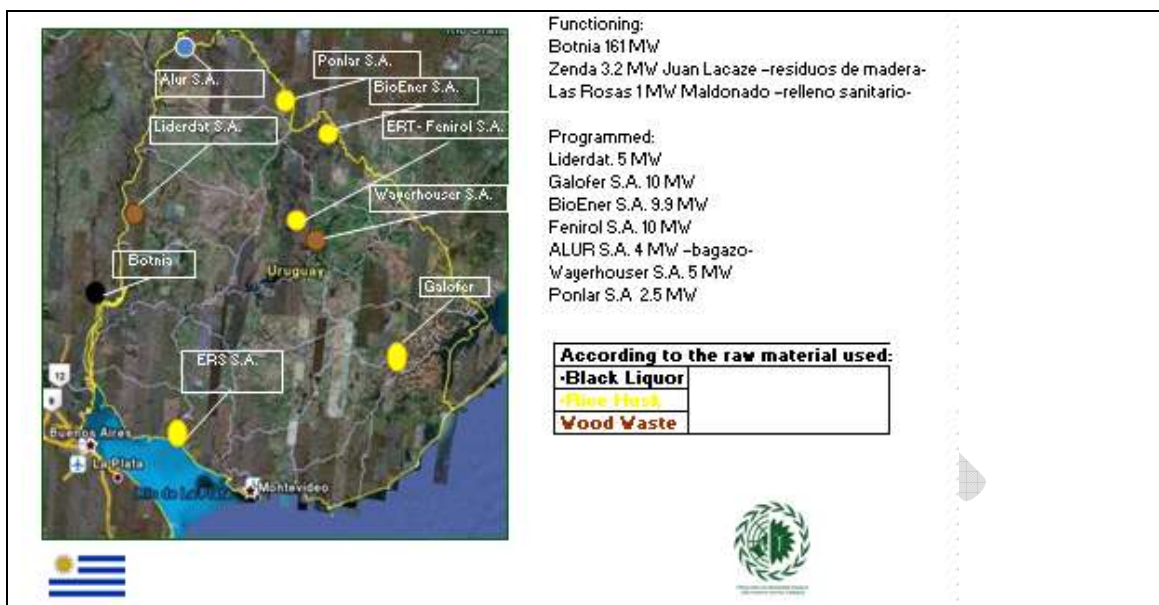 Alur S.A.
Ponlar S.A.
BioEner S.A.
ERT- Fenirol S.A.
Liderdat S.A.
Wayerhouser S.A.
Botnia
Uruguay
Galofer
ERS S.A.
12
Buenos Aires
La Plata
Montevideo
Functioning:
Botnia 161 MW
Zenda 3.2 MW Juan Lacaze –residuos de madera-
Las Rosas 1 MW Maldonado –relleno sanitario-
Programmed:
Liderdat. 5 MW
Galofer S.A. 10 MW
BioEner S.A. 9.9 MW
Fenirol S.A. 10 MW
ALUR S.A. 4 MW –bagazo-
Wayerhouser S.A. 5 MW
Ponlar S.A 2.5 MW
According to the raw material used:
•Black Liquor
•Rice Husk
Wood Waste